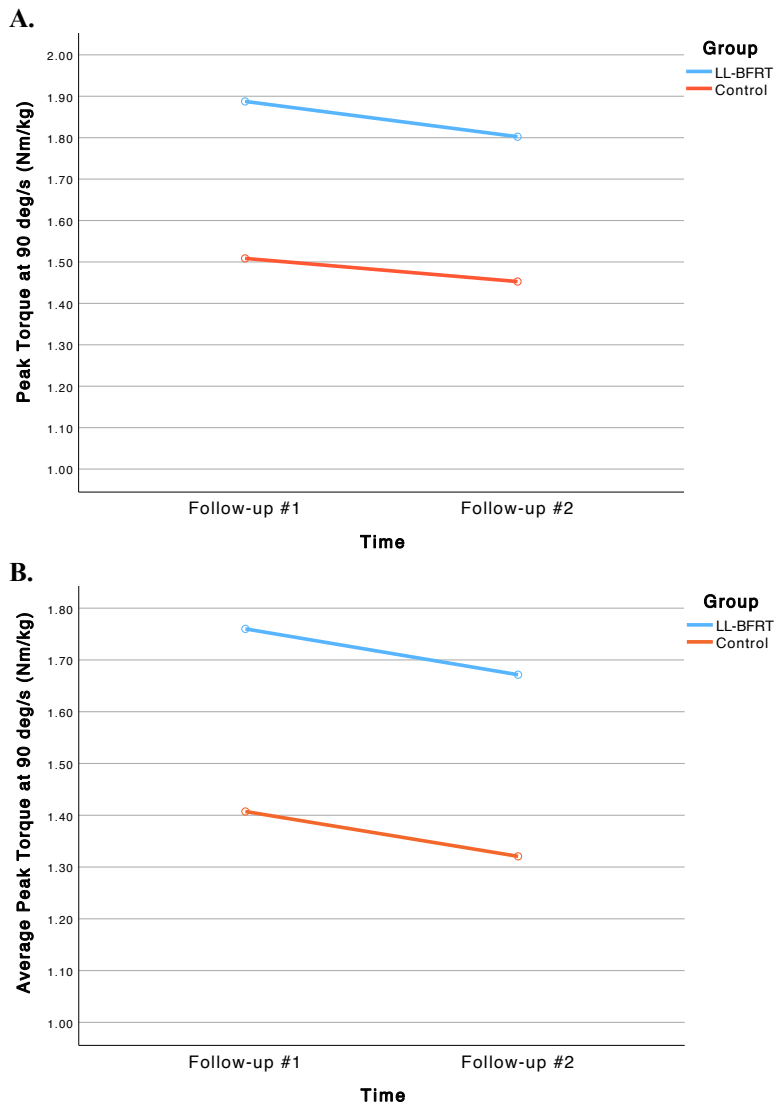 A.
Peak Torque at 90 deg/s (Nm/kg)
2.00
1.90
1.80
1.70
1.60
1.50
1.40
1.30
1.20
1.10
1.00
Follow-up #1
Follow-up #2
Time
Group
LL-BFRT
Control
B.
Average Peak Torque at 90 deg/s (Nm/kg)
1.80
1.70
1.60
1.50
1.40
1.30
1.20
1.10
1.00
Follow-up #1
Follow-up #2
Time
Group
LL-BFRT
Control